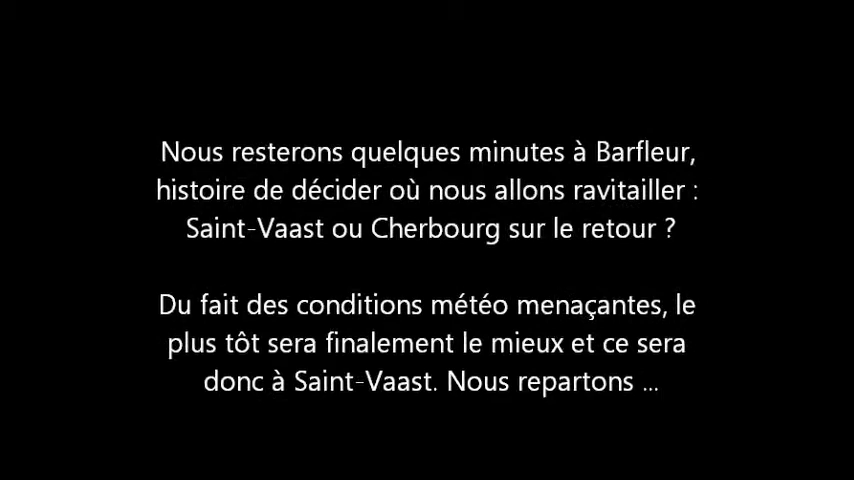 Nous resterons quelques minutes à Barfleur,
histoire de décider où nous allons ravitailler :
Saint-Vaast ou Cherbourg sur le retour ?
Du fait des conditions météo menaçantes, le
plus tôt sera finalement le mieux et ce sera
donc à Saint-Vaast. Nous repartons ...